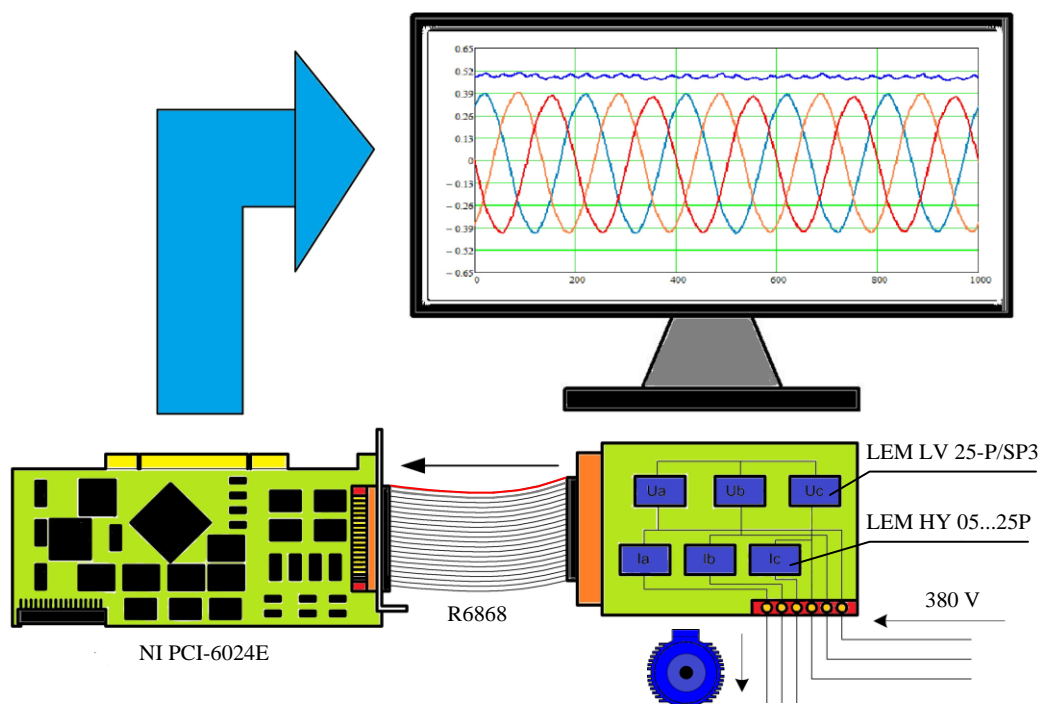 0.65
0.52
0.39
0.26
0.13
0
− 0.13
− 0.26
− 0.39
− 0.52
− 0.65
0 200 400 600 800 1000
LEM LV 25-P/SP3
Ua Ub Uc
LEM HY 05...25P
Ia Ib Ic
R6868
380 V
NI PCI-6024E